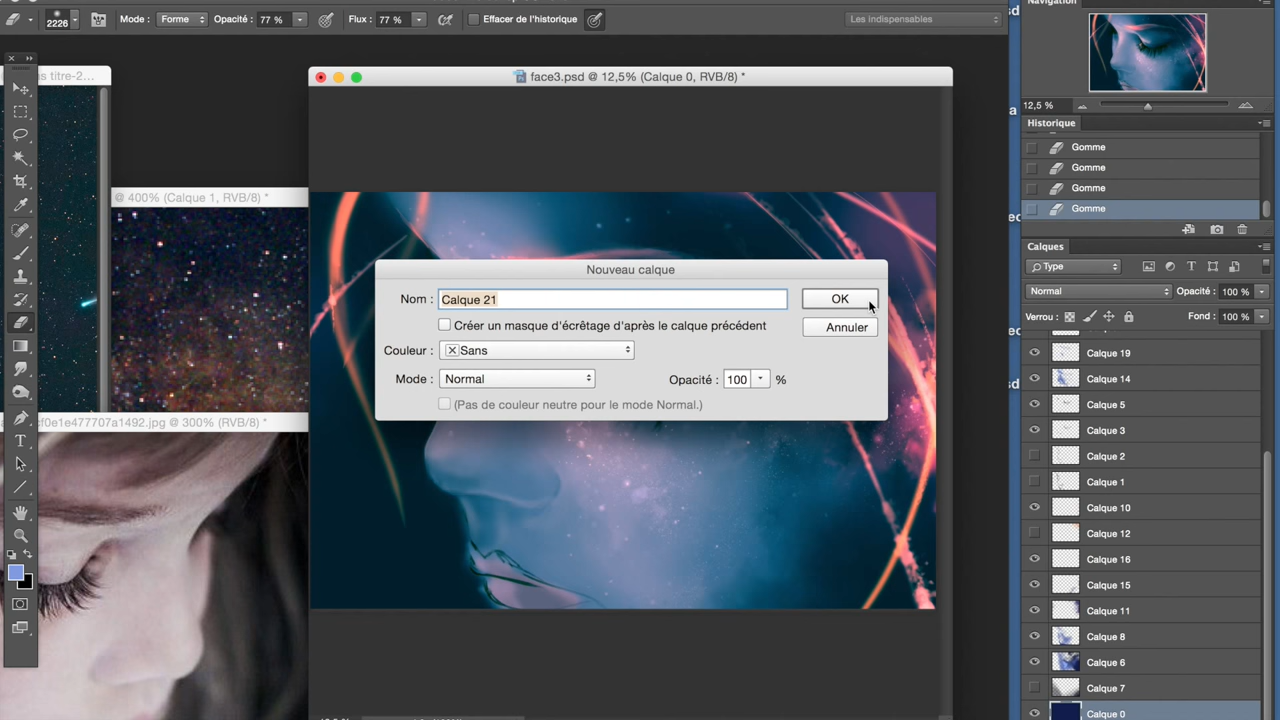 2226
Mode : Forme
Opacité : 77 %
Flux : 77 %
Effacer de l'historique
Les indispensables
Navigation
12,5 %
Historique
Gomme
Gomme
Gomme
Gomme
Calques
Type
Normal
Opacité : 100 %
Verrou :
Fond : 100 %
Calque 19
Calque 14
Calque 5
Calque 3
Calque 2
Calque 1
Calque 10
Calque 12
Calque 16
Calque 15
Calque 11
Calque 8
Calque 6
Calque 7
Calque 0
titre-2...
@ 400% (Calque 1, RVB/8) *
cf0e1e477707a1492.jpg @ 300% (RVB/8) *
face3.psd @ 12,5% (Calque 0, RVB/8) *
Nouveau calque
Nom : Calque 21
OK
Créer un masque d'écrêtage d'après le calque précédent
Annuler
Couleur : Sans
Mode : Normal
Opacité : 100 %
(Pas de couleur neutre pour le mode Normal.)